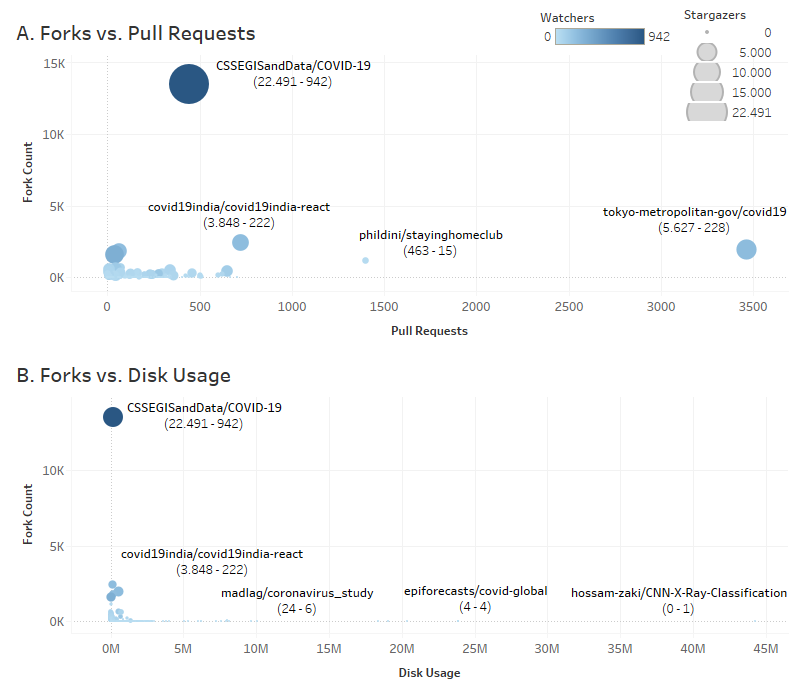 A. Forks vs. Pull Requests
Watchers
0 942
Stargazers
0
5.000
10.000
15.000
22.491
Fork Count
15K
10K
5K
0K
CSSEGISandData/COVID-19
(22.491 - 942)
covid19india/covid19india-react
(3.848 - 222)
phildini/stayinghomeclub
(463 - 15)
tokyo-metropolitan-gov/covid19
(5.627 - 228)
0 500 1000 1500 2000 2500 3000 3500
Pull Requests
B. Forks vs. Disk Usage
Fork Count
10K
5K
0K
CSSEGISandData/COVID-19
(22.491 - 942)
covid19india/covid19india-react
(3.848 - 222)
madlag/coronavirus_study
(24 - 6)
epiforecasts/covid-global
(4 - 4)
hossam-zaki/CNN-X-Ray-Classification
(0 - 1)
0M 5M 10M 15M 20M 25M 30M 35M 40M 45M
Disk Usage